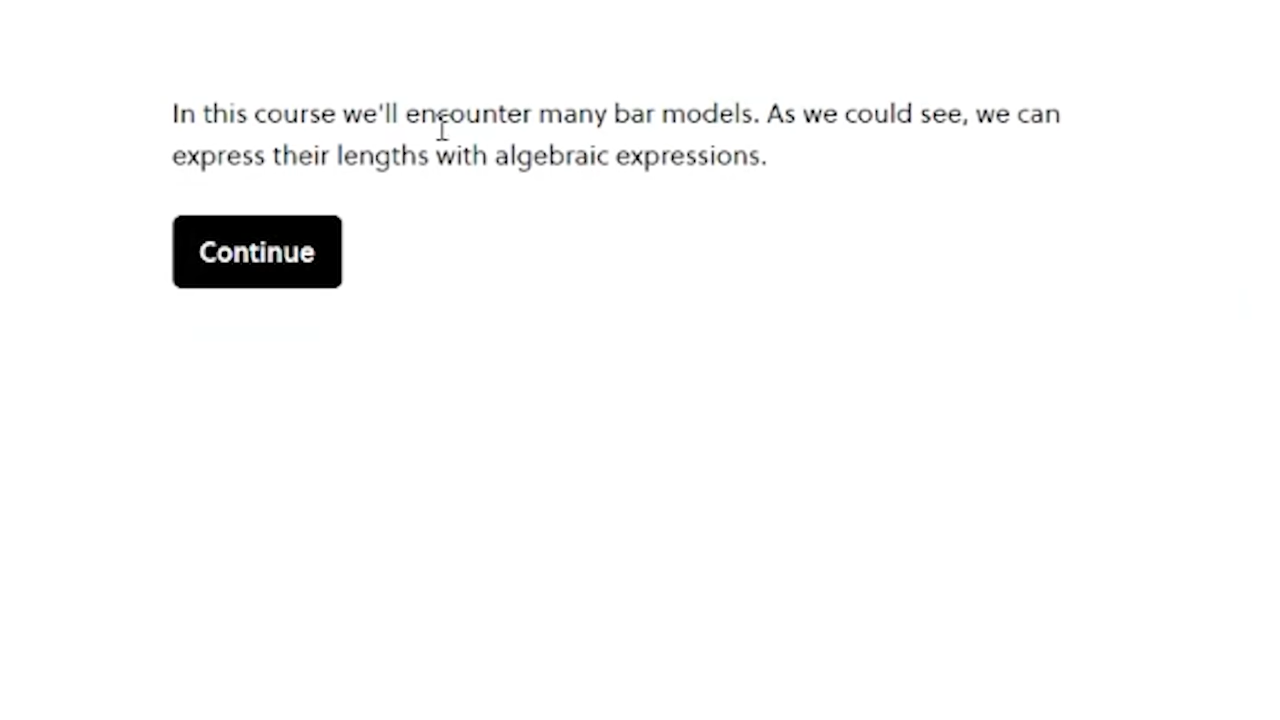 In this course we'll encounter many bar models. As we could see, we can
express their lengths with algebraic expressions.
Continue